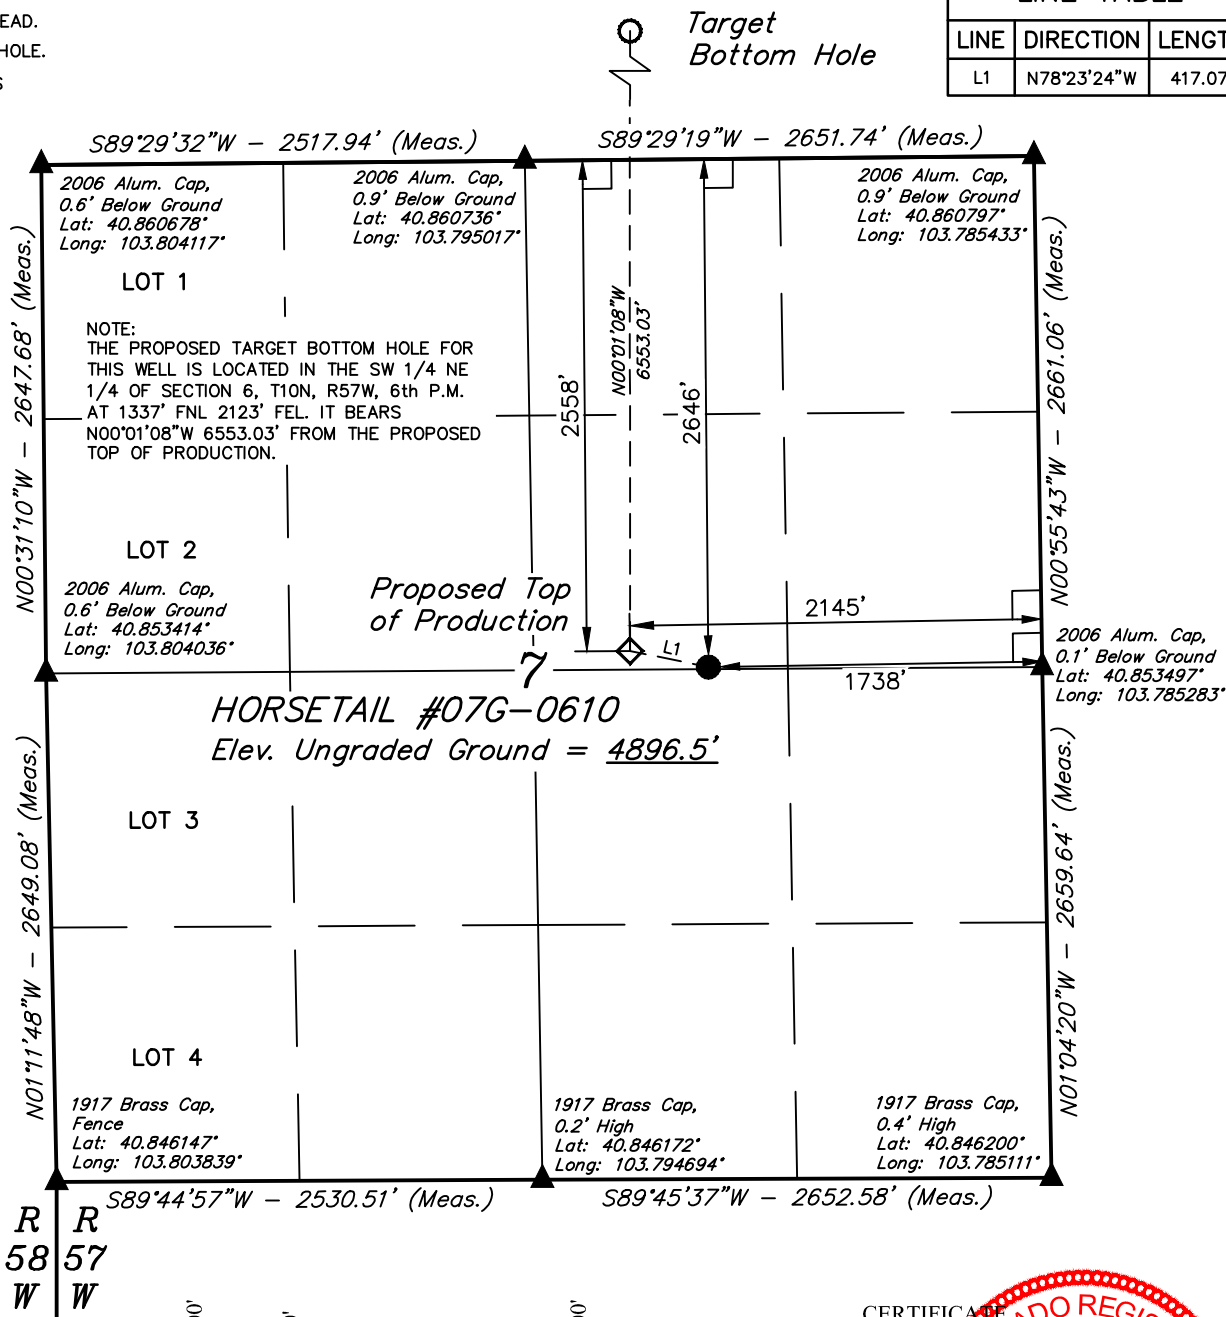 EAD.
HOLE.
S
Target
Bottom Hole
LINE TABLE
LINE DIRECTION LENGT
L1 N78°23'24"W 417.07
S89°29'32"W – 2517.94' (Meas.)
S89°29'19"W – 2651.74' (Meas.)
2006 Alum. Cap,
0.6' Below Ground
Lat: 40.860678°
Long: 103.804117°
2006 Alum. Cap,
0.9' Below Ground
Lat: 40.860736°
Long: 103.795017°
2006 Alum. Cap,
0.9' Below Ground
Lat: 40.860797°
Long: 103.785433°
LOT 1
NOTE:
THE PROPOSED TARGET BOTTOM HOLE FOR
THIS WELL IS LOCATED IN THE SW 1/4 NE
1/4 OF SECTION 6, T10N, R57W, 6th P.M.
AT 1337' FNL 2123' FEL. IT BEARS
N00°01'08"W 6553.03' FROM THE PROPOSED
TOP OF PRODUCTION.
N00°31'10"W – 2647.68' (Meas.)
2558'
N00°01'08"W
6553.03'
2646'
N00°55'43"W – 2661.06' (Meas.)
LOT 2
2006 Alum. Cap,
0.6' Below Ground
Lat: 40.853414°
Long: 103.804036°
Proposed Top
of Production
2145'
L1
1738'
2006 Alum. Cap,
0.1' Below Ground
Lat: 40.853497°
Long: 103.785283°
7
HORSETAIL #07G–0610
Elev. Ungraded Ground = 4896.5'
LOT 3
N01°11'48"W – 2649.08' (Meas.)
N01°04'20"W – 2659.64' (Meas.)
LOT 4
1917 Brass Cap,
Fence
Lat: 40.846147°
Long: 103.803839°
1917 Brass Cap,
0.2' High
Lat: 40.846172°
Long: 103.794694°
1917 Brass Cap,
0.4' High
Lat: 40.846200°
Long: 103.785111°
S89°44'57"W – 2530.51' (Meas.)
S89°45'37"W – 2652.58' (Meas.)
R R
58 57
W W
CERTIFICATE
ADO REGIS